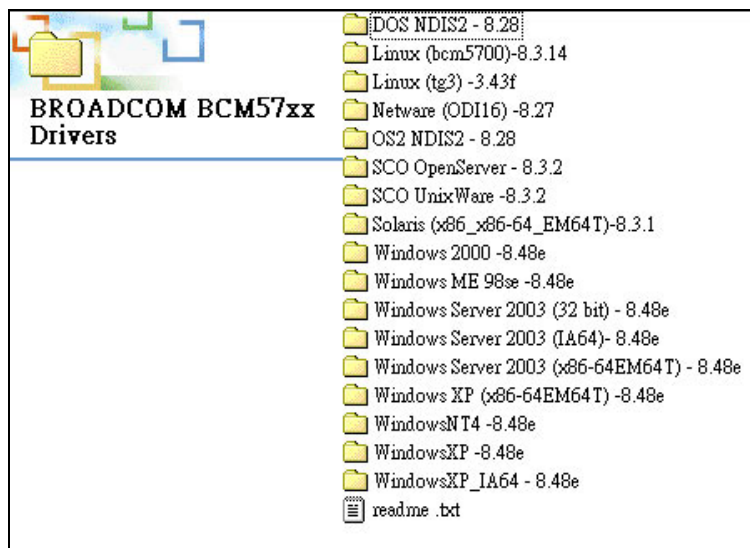 BROADCOM BCM57xx
Drivers
DOS NDIS2 - 8.28
Linux (bcm5700)-8.3.14
Linux (tg3) -3.43f
Netware (ODI16) -8.27
OS2 NDIS2 - 8.28
SCO OpenServer - 8.3.2
SCO UnixWare -8.3.2
Solaris (x86_x86-64_EM64T)-8.3.1
Windows 2000 -8.48e
Windows ME 98se -8.48e
Windows Server 2003 (32 bit) - 8.48e
Windows Server 2003 (IA64)- 8.48e
Windows Server 2003 (x86-64EM64T) - 8.48e
Windows XP (x86-64EM64T) -8.48e
WindowsNT4 -8.48e
WindowsXP -8.48e
WindowsXP_IA64 - 8.48e
readme .txt